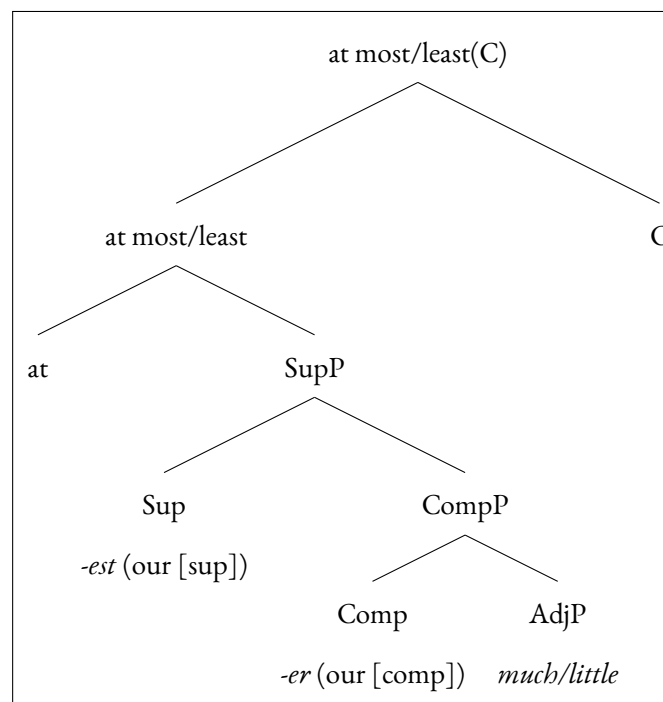 at most/least(C)
at most/least
at SupP
Sup CompP
-est (our [sup])
Comp AdjP
-er (our [comp]) much/little